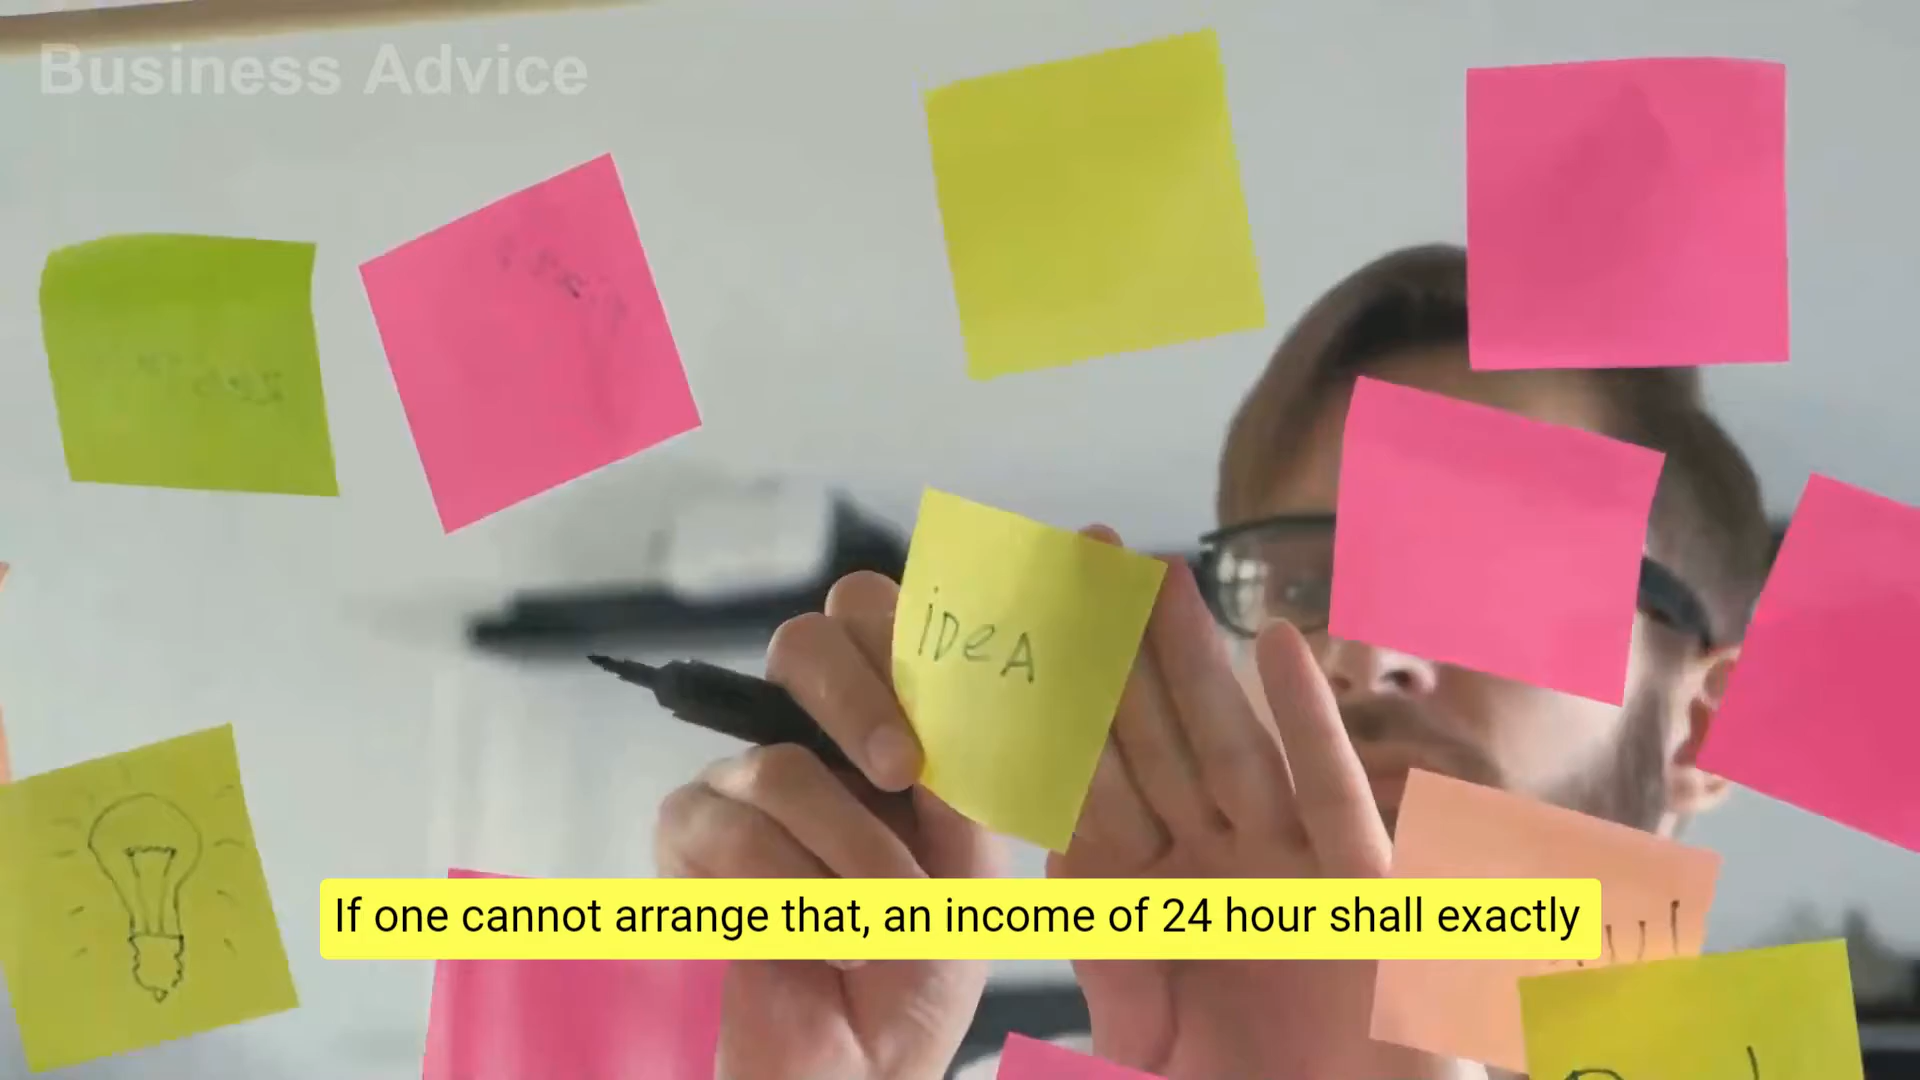 Business Advice
iDeA
If one cannot arrange that, an income of 24 hour shall exactly